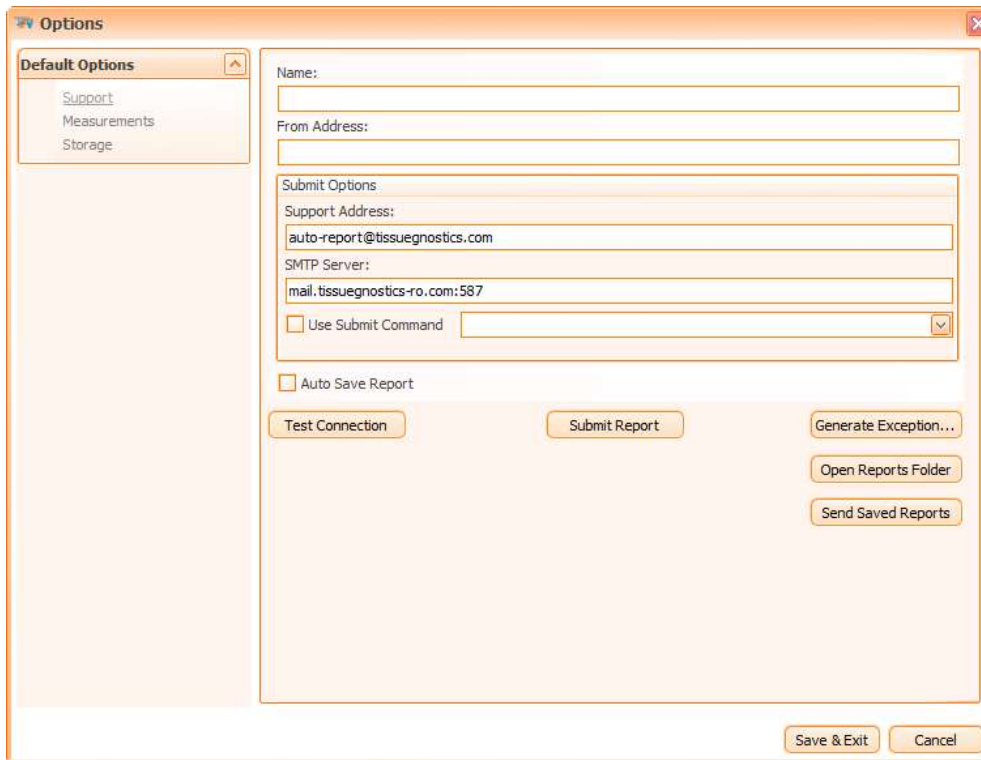 Options
Default Options
Support
Measurements
Storage
Name:
From Address:
Submit Options
Support Address:
auto-report@tissuegnostics.com
SMTP Server:
mail.tissuegnostics-ro.com:587
Use Submit Command
Auto Save Report
Test Connection Submit Report Generate Exception...
Open Reports Folder
Send Saved Reports
Save & Exit Cancel